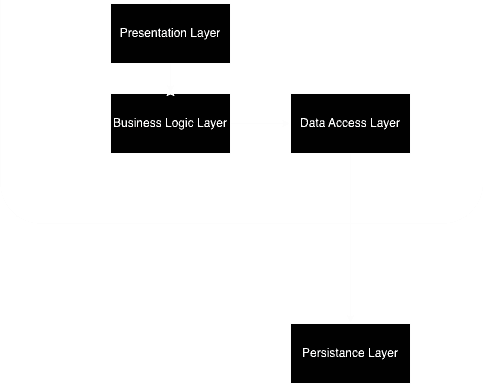 Presentation Layer
Business Logic Layer
Data Access Layer
Persistance Layer